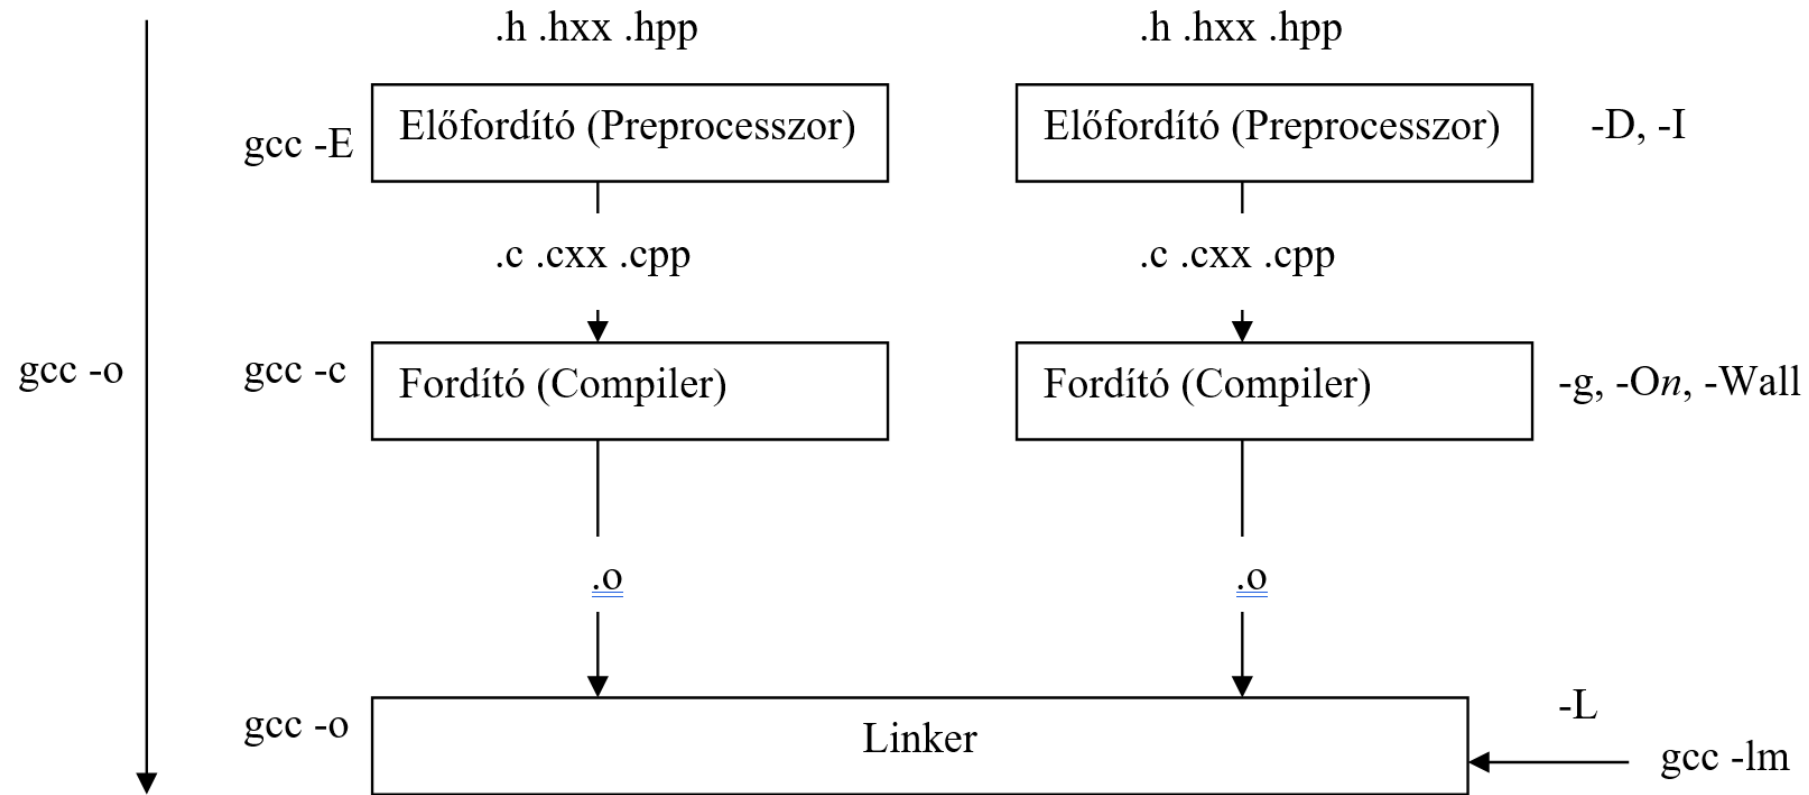 .h .hxx .hpp
.h .hxx .hpp
gcc -E
Előfordító (Preprocesszor)
Előfordító (Preprocesszor)
-D, -I
.c .cxx .cpp
.c .cxx .cpp
gcc -o
gcc -c
Fordító (Compiler)
Fordító (Compiler)
-g, -On, -Wall
.o
.o
gcc -o
Linker
-L
gcc -lm